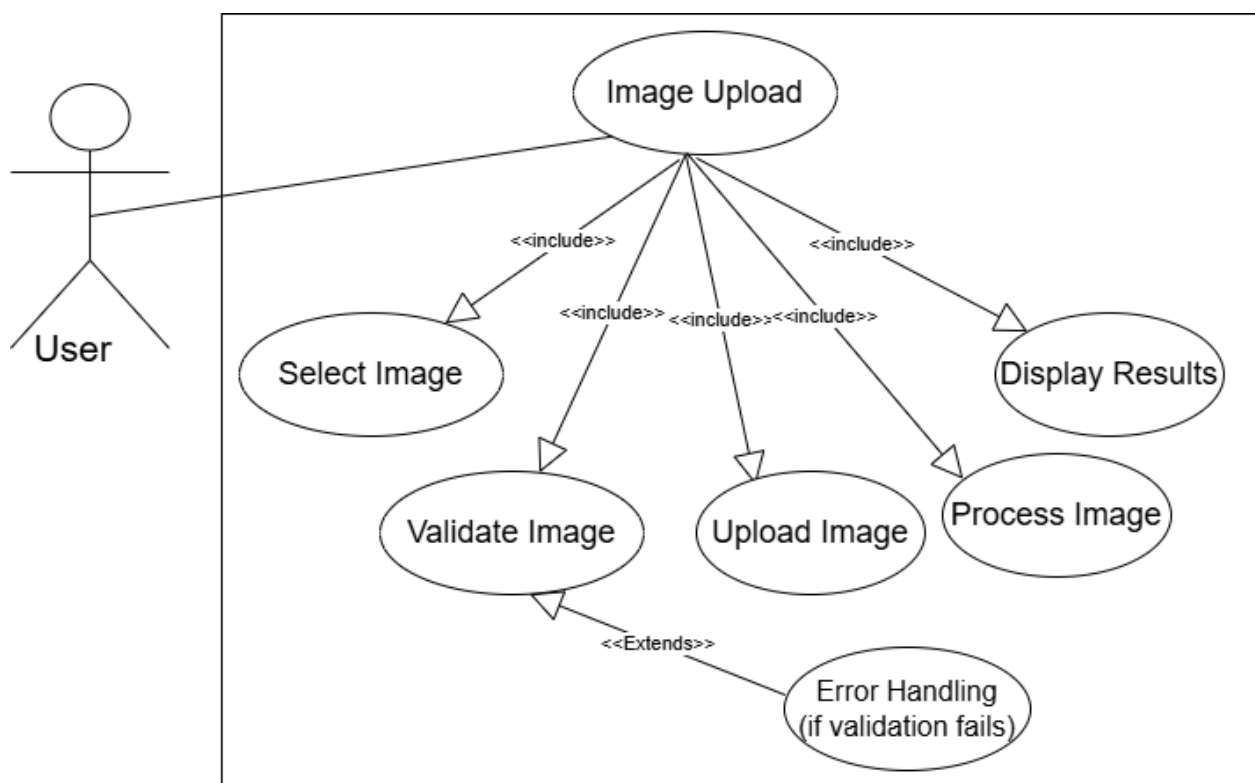 Image Upload
<<include>>
<<include>>
<<include>>
<<include>>
<<include>>
User
Select Image
Display Results
Validate Image
Upload Image
Process Image
<<Extends>>
Error Handling
(if validation fails)